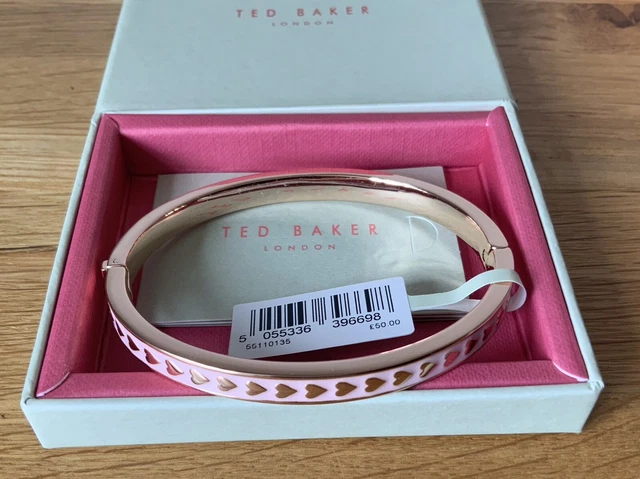 TED BAKER
LONDON
TED BAKER
LONDON
5 055336 396698
55110135
£50.00